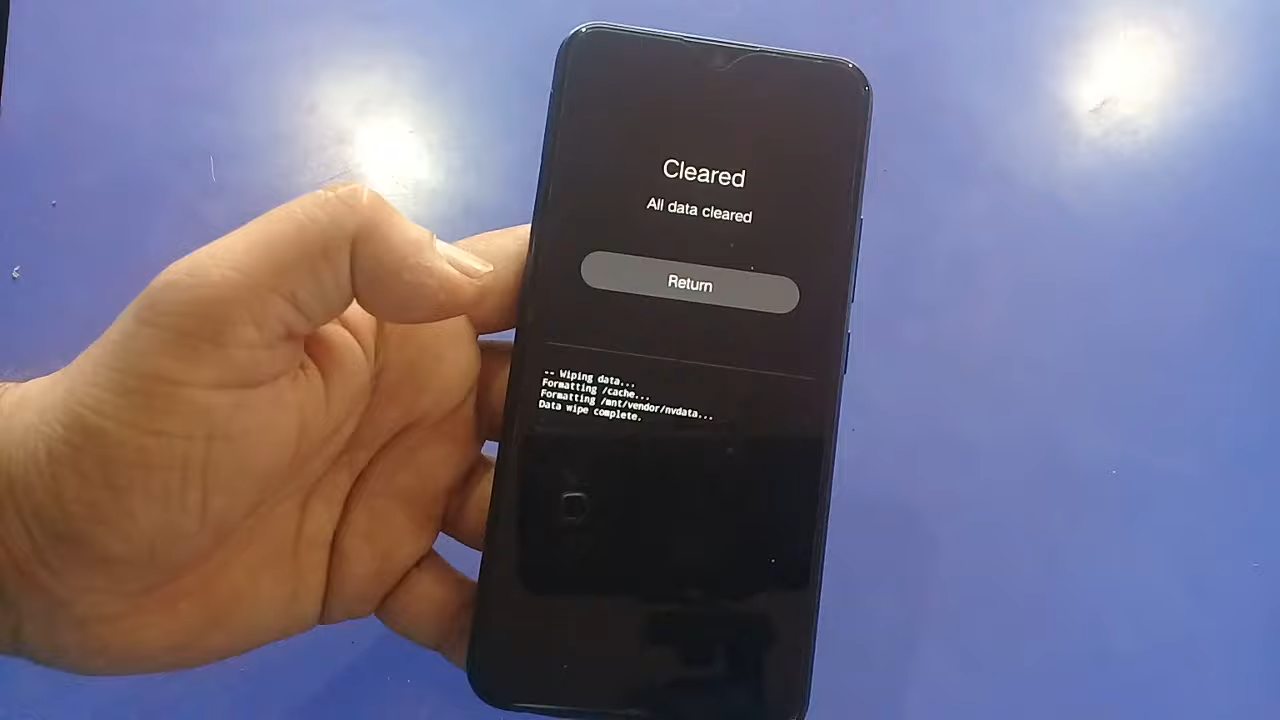 Cleared
All data cleared
Return
-- Wiping data...
Formatting /cache...
Formatting /mnt/vendor/nvdata...
Data wipe complete.